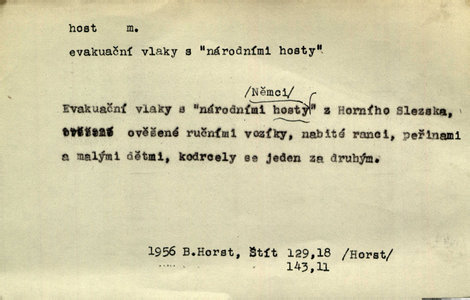 host m.
evakuační vlaky s "národními hosty"
/Němci/
Evakuační vlaky s "národními hosty" z Horního Slezska,
ověšené ručními vozíky, nabité ranci, peřinami
a malými dětmi, kodrcely se jeden za druhým.
1956 B.Horst, Štít 129,18 /Horst/
143,11